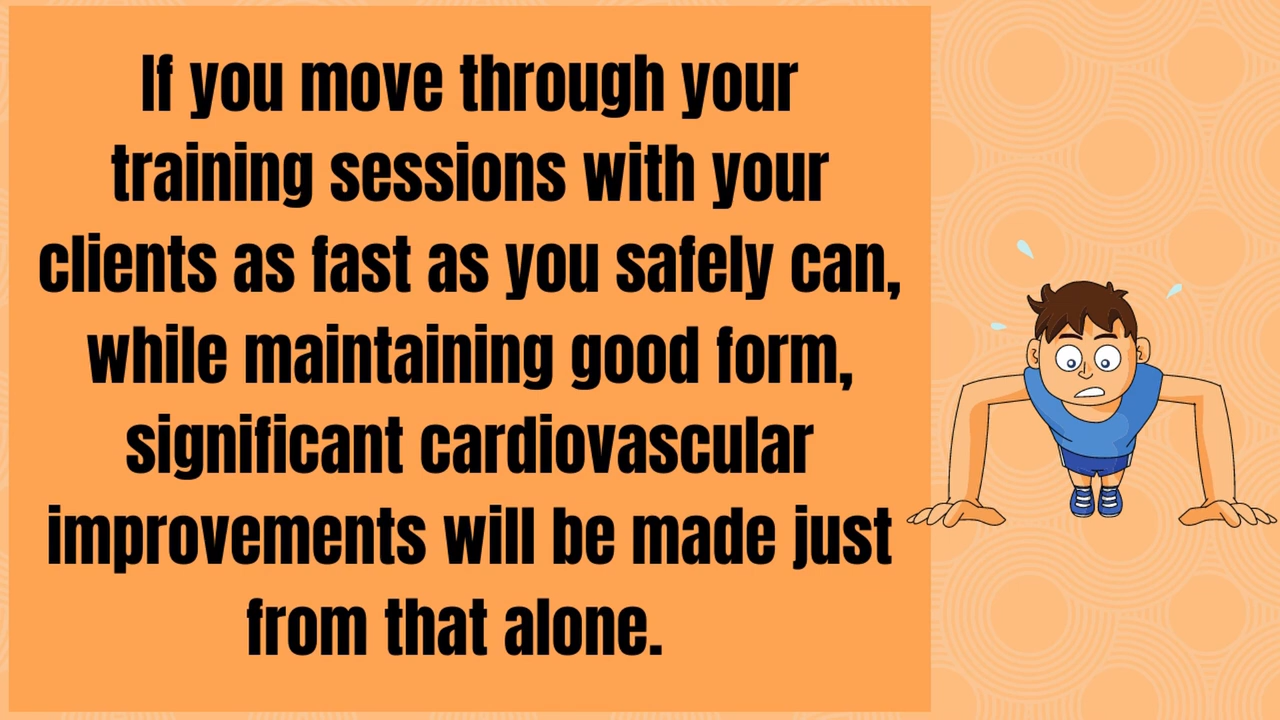 If you move through your
training sessions with your
clients as fast as you safely can,
while maintaining good form,
significant cardiovascular
improvements will be made just
from that alone.